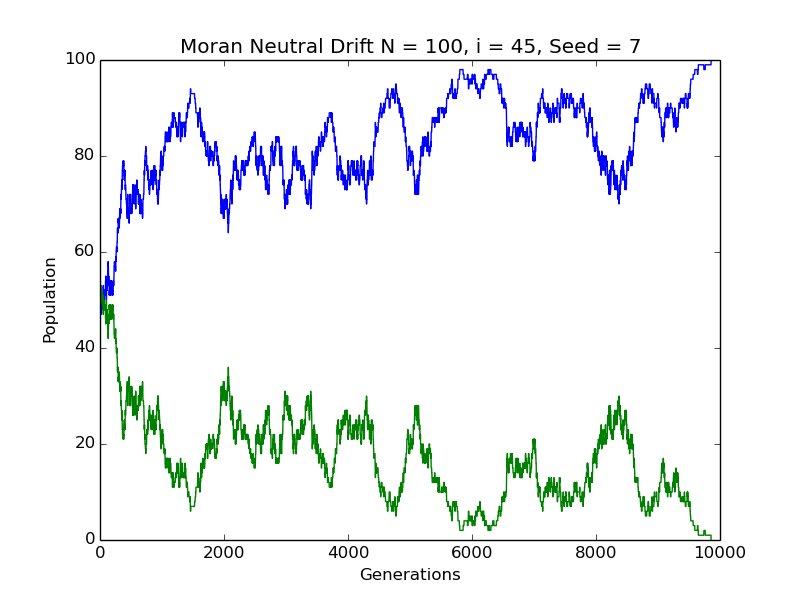 Moran Neutral Drift N = 100, i = 45, Seed = 7
100
80
60
40
20
0
Population
0 2000 4000 6000 8000 10000
Generations